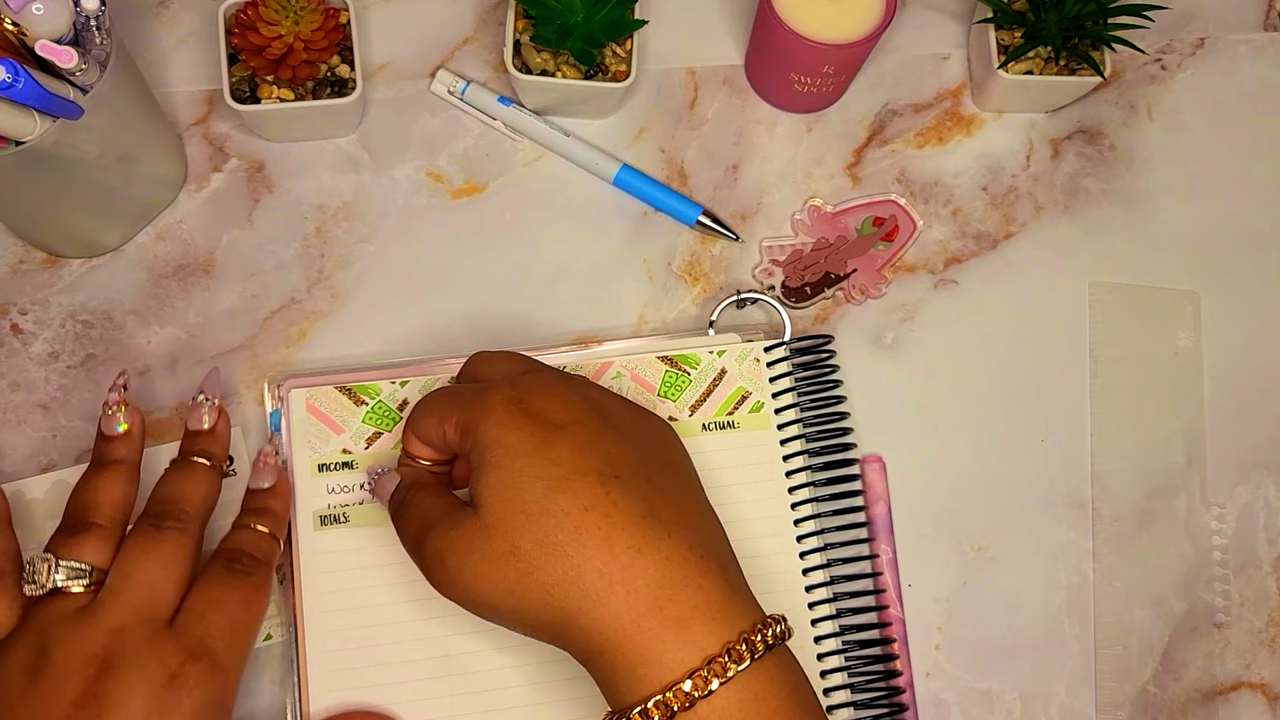 SWEET
SPOT
ACTUAL:
INCOME:
Work
TOTALS: